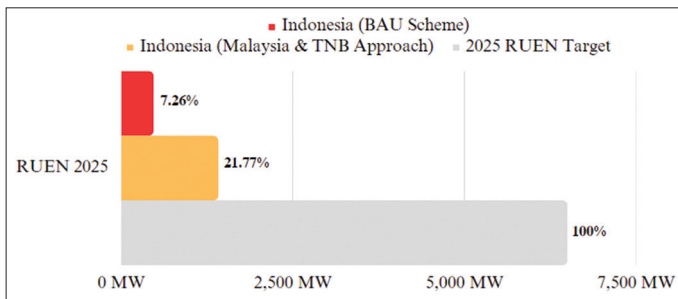 Indonesia (BAU Scheme)
Indonesia (Malaysia & TNB Approach) 2025 RUEN Target
7.26%
RUEN 2025 21.77%
100%
0 MW 2,500 MW 5,000 MW 7,500 MW